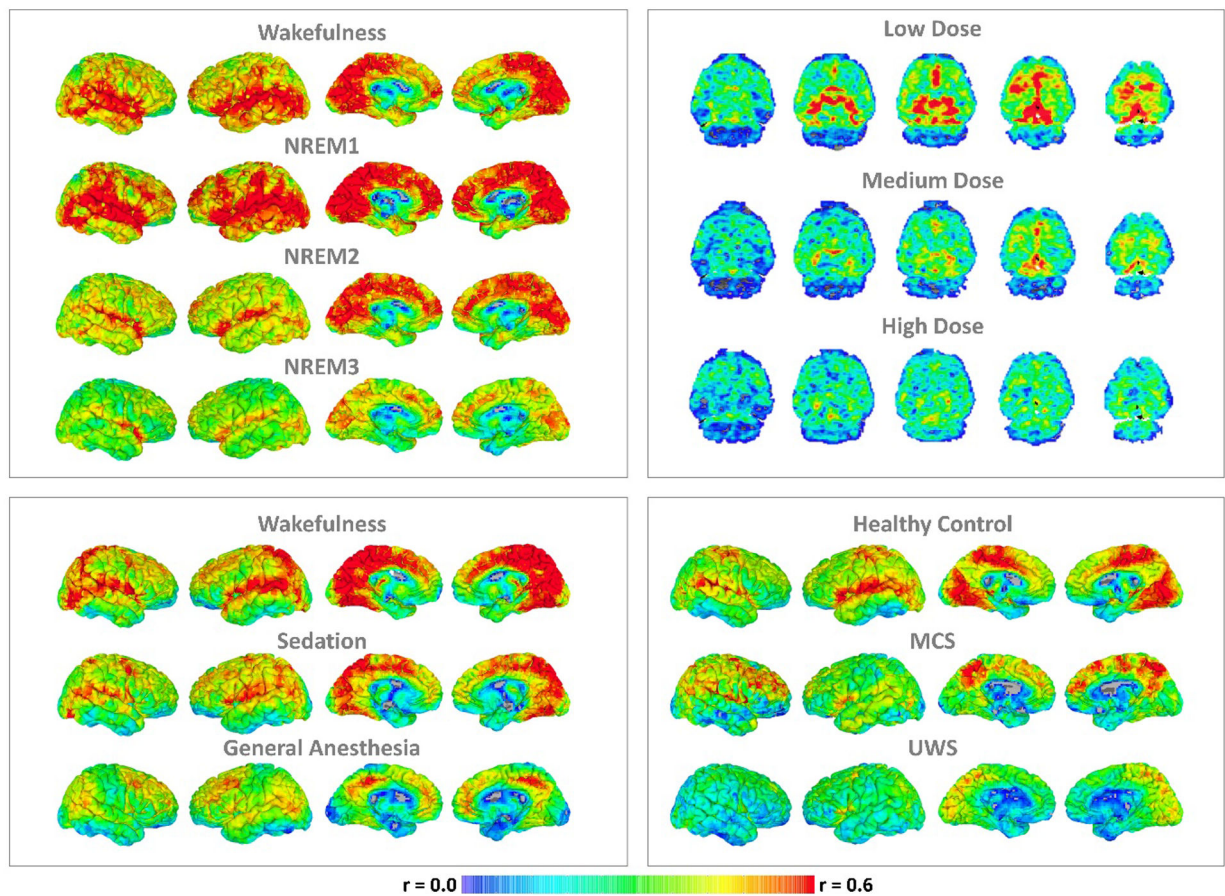 Wakefulness
NREM1
NREM2
NREM3
Low Dose
Medium Dose
High Dose
Wakefulness
Sedation
General Anesthesia
Healthy Control
MCS
UWS
r = 0.0 r = 0.6